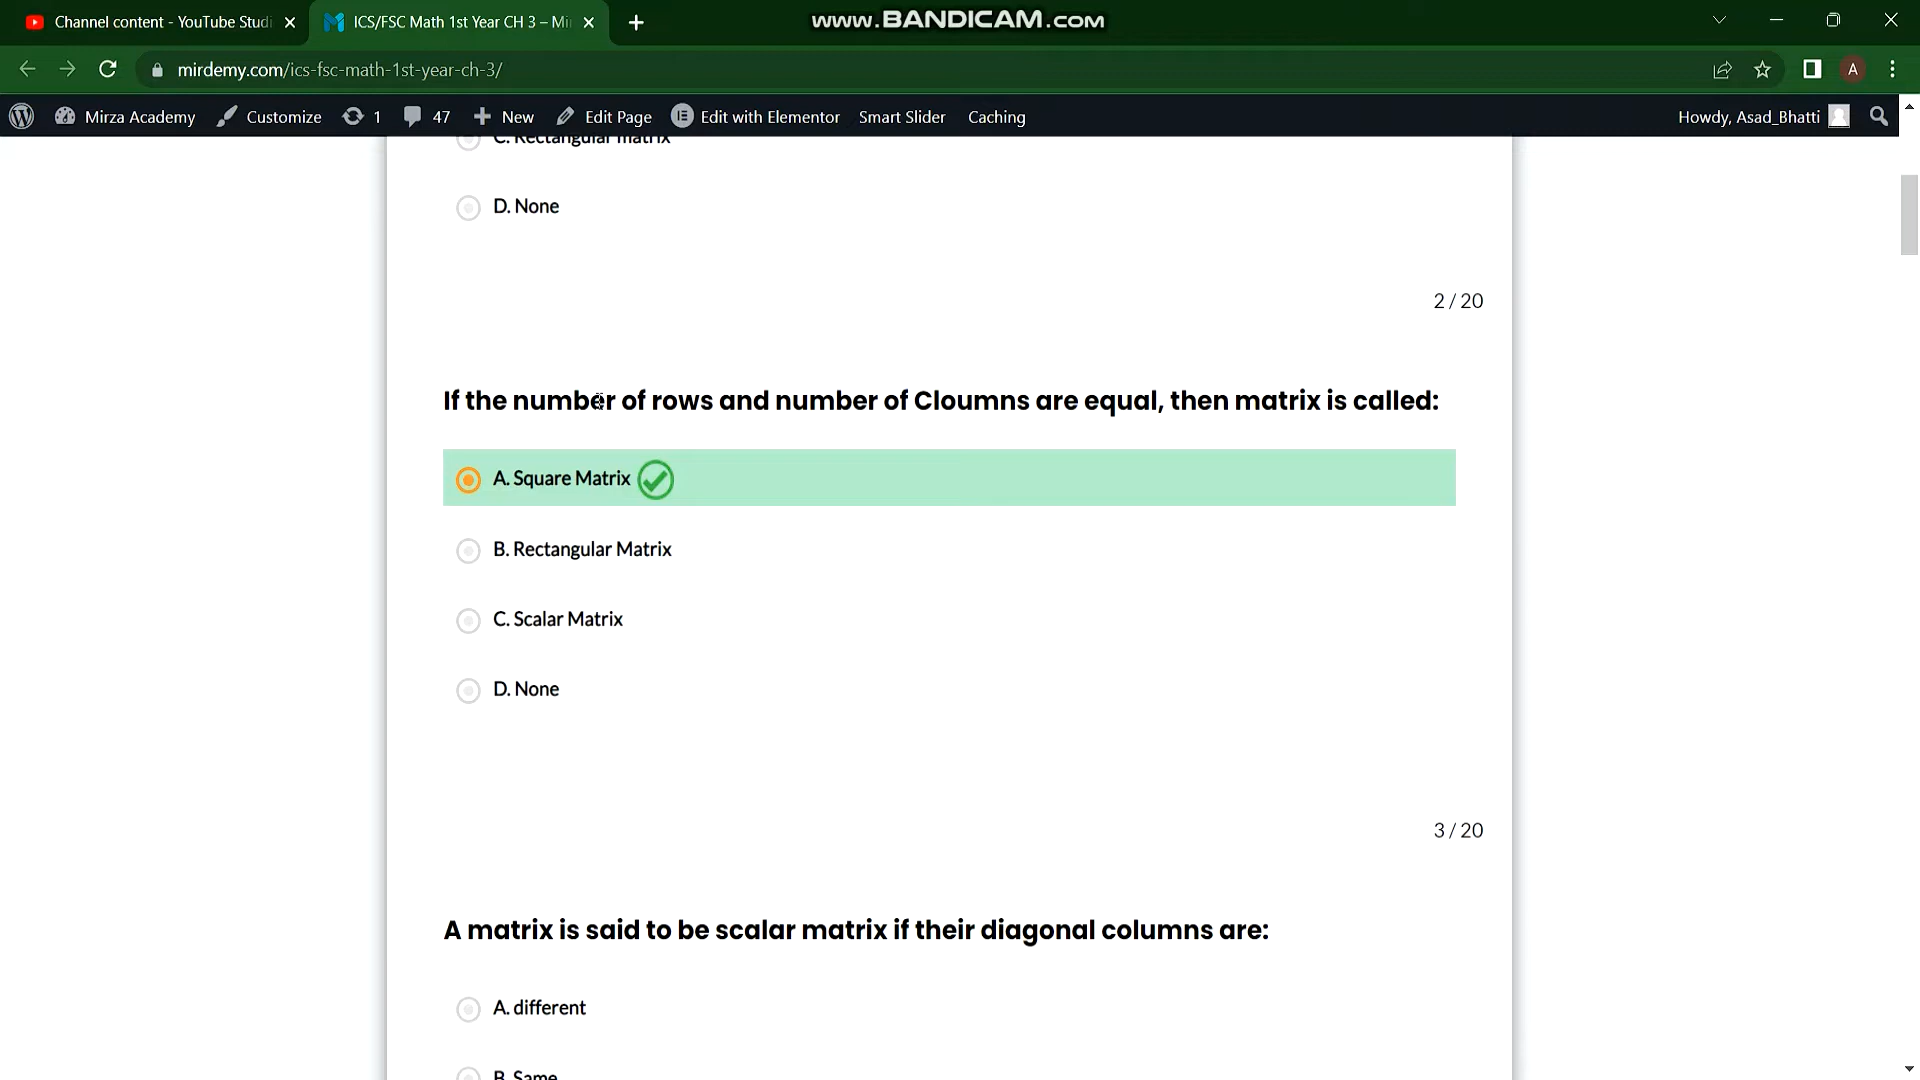 Channel content - YouTube Studi
ICS/FSC Math 1st Year CH 3 – Mi
www.BANDICAM.com
mirdemy.com/ics-fsc-math-1st-year-ch-3/
A
Mirza Academy
Customize
1
47
New
Edit Page
Edit with Elementor
Smart Slider
Caching
Howdy, Asad_Bhatti
C. Rectangular matrix
D. None
2 / 20
If the number of rows and number of Cloumns are equal, then matrix is called:
A. Square Matrix
B. Rectangular Matrix
C. Scalar Matrix
D. None
3 / 20
A matrix is said to be scalar matrix if their diagonal columns are:
A. different
B. Same